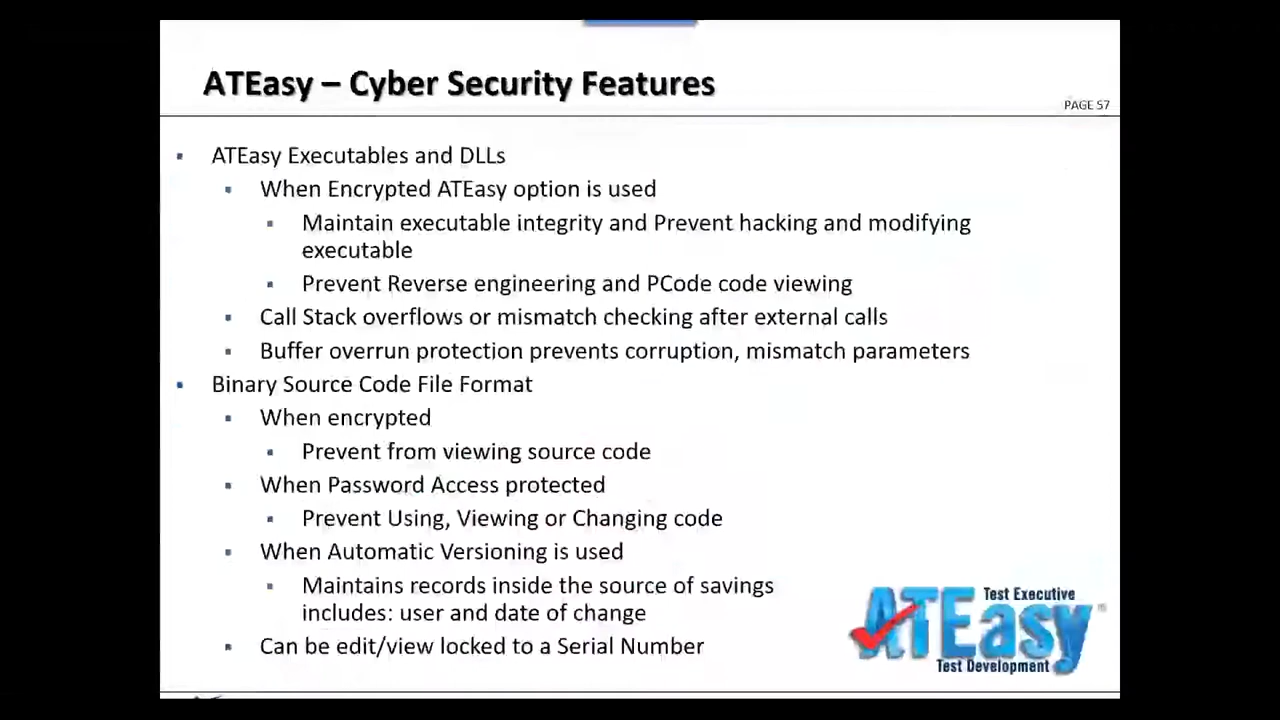 ATEasy – Cyber Security Features
PAGE 57
ATEasy Executables and DLLs
When Encrypted ATEasy option is used
Maintain executable integrity and Prevent hacking and modifying
executable
Prevent Reverse engineering and PCode code viewing
Call Stack overflows or mismatch checking after external calls
Buffer overrun protection prevents corruption, mismatch parameters
Binary Source Code File Format
When encrypted
Prevent from viewing source code
When Password Access protected
Prevent Using, Viewing or Changing code
When Automatic Versioning is used
Maintains records inside the source of savings
includes: user and date of change
Can be edit/view locked to a Serial Number
Test Executive
ATEasy®
Test Development